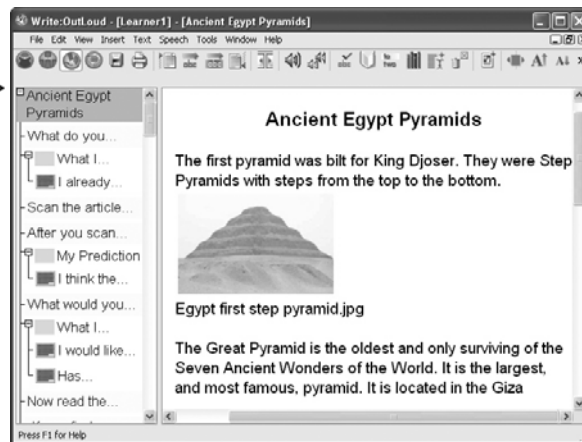 Write:OutLoud - [Learner1] - [Ancient Egypt Pyramids]
File Edit View Insert Text Speech Tools Window Help
Ancient Egypt
Pyramids
What do you...
What I...
I already...
Scan the article...
After you scan...
My Prediction
I think the...
What would you...
What I...
I would like...
Has...
Now read the...
Ancient Egypt Pyramids
The first pyramid was bilt for King Djoser. They were Step
Pyramids with steps from the top to the bottom.
Egypt first step pyramid.jpg
The Great Pyramid is the oldest and only surviving of the
Seven Ancient Wonders of the World. It is the largest,
and most famous, pyramid. It is located in the Giza
Press F1 for Help